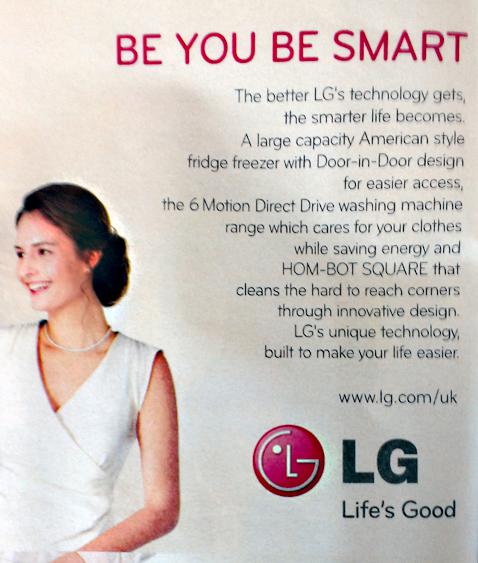 BE YOU BE SMART
The better LG's technology gets,
the smarter life becomes.
A large capacity American style
fridge freezer with Door-in-Door design
for easier access,
the 6 Motion Direct Drive washing machine
range which cares for your clothes
while saving energy and
HOM-BOT SQUARE that
cleans the hard to reach corners
through innovative design.
LG's unique technology,
built to make your life easier.
www.lg.com/uk
LG
Life's Good